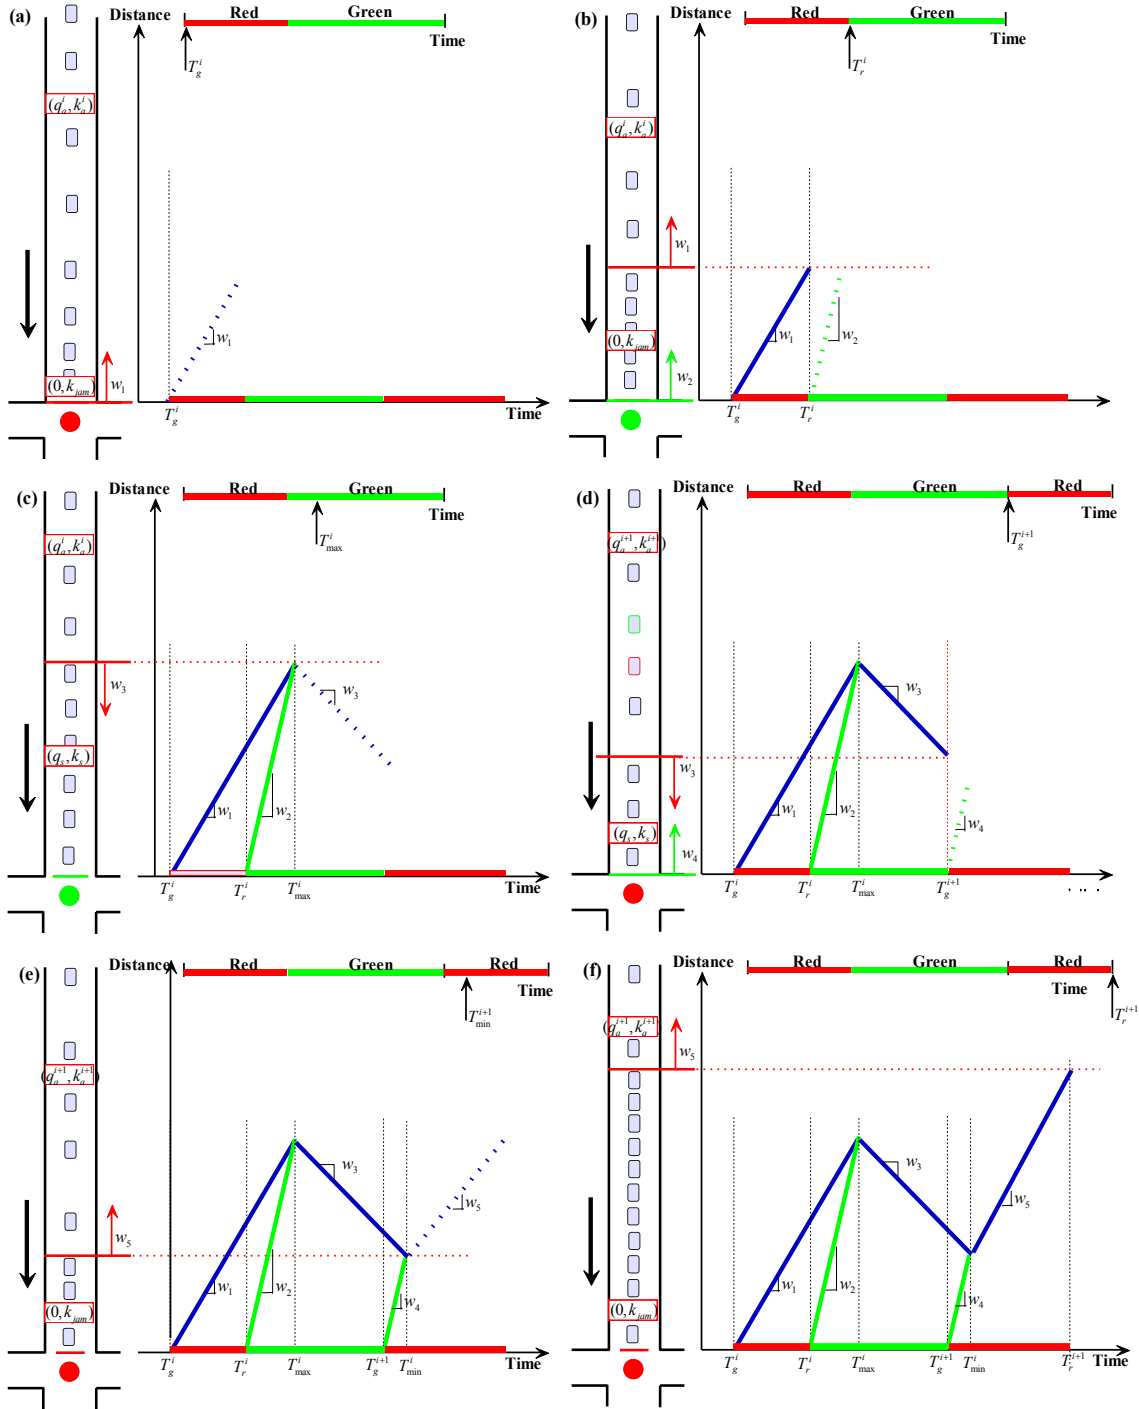 (a)
Distance
Red
Green
Time
T_g^i
(q_a^i, k_a^i)
w_1
(0, k_jam)
w_1
T_g^i
Time
(b)
Distance
Red
Green
Time
T_r^i
(q_a^i, k_a^i)
w_1
(0, k_jam)
w_2
w_1
w_2
T_g^i
T_r^i
(c)
Distance
Red
Green
Time
T_max^i
(q_a^i, k_a^i)
w_3
(q_s, k_s)
w_3
w_1
w_2
T_g^i
T_r^i
T_max^i
Time
(d)
Distance
Red
Green
Red
Time
T_g^{i+1}
(q_a^{i+1}, k_a^{i+1})
w_3
(q_s, k_s)
w_4
w_3
w_1
w_2
w_4
T_g^i
T_r^i
T_max^i
T_g^{i+1}
....
(e)
Distance
Red
Green
Red
Time
T_min^{i+1}
(q_a^{i+1}, k_a^{i+1})
w_5
(0, k_jam)
w_3
w_5
w_1
w_2
w_4
T_g^i
T_r^i
T_max^i
T_g^{i+1}
T_min^i
Time
(f)
Distance
Red
Green
Red
Time
T_r^{i+1}
(q_a^{i+1}, k_a^{i+1})
w_5
(0, k_jam)
w_3
w_5
w_1
w_2
w_4
T_g^i
T_r^i
T_max^i
T_g^{i+1}
T_min^i
T_r^{i+1}
Time